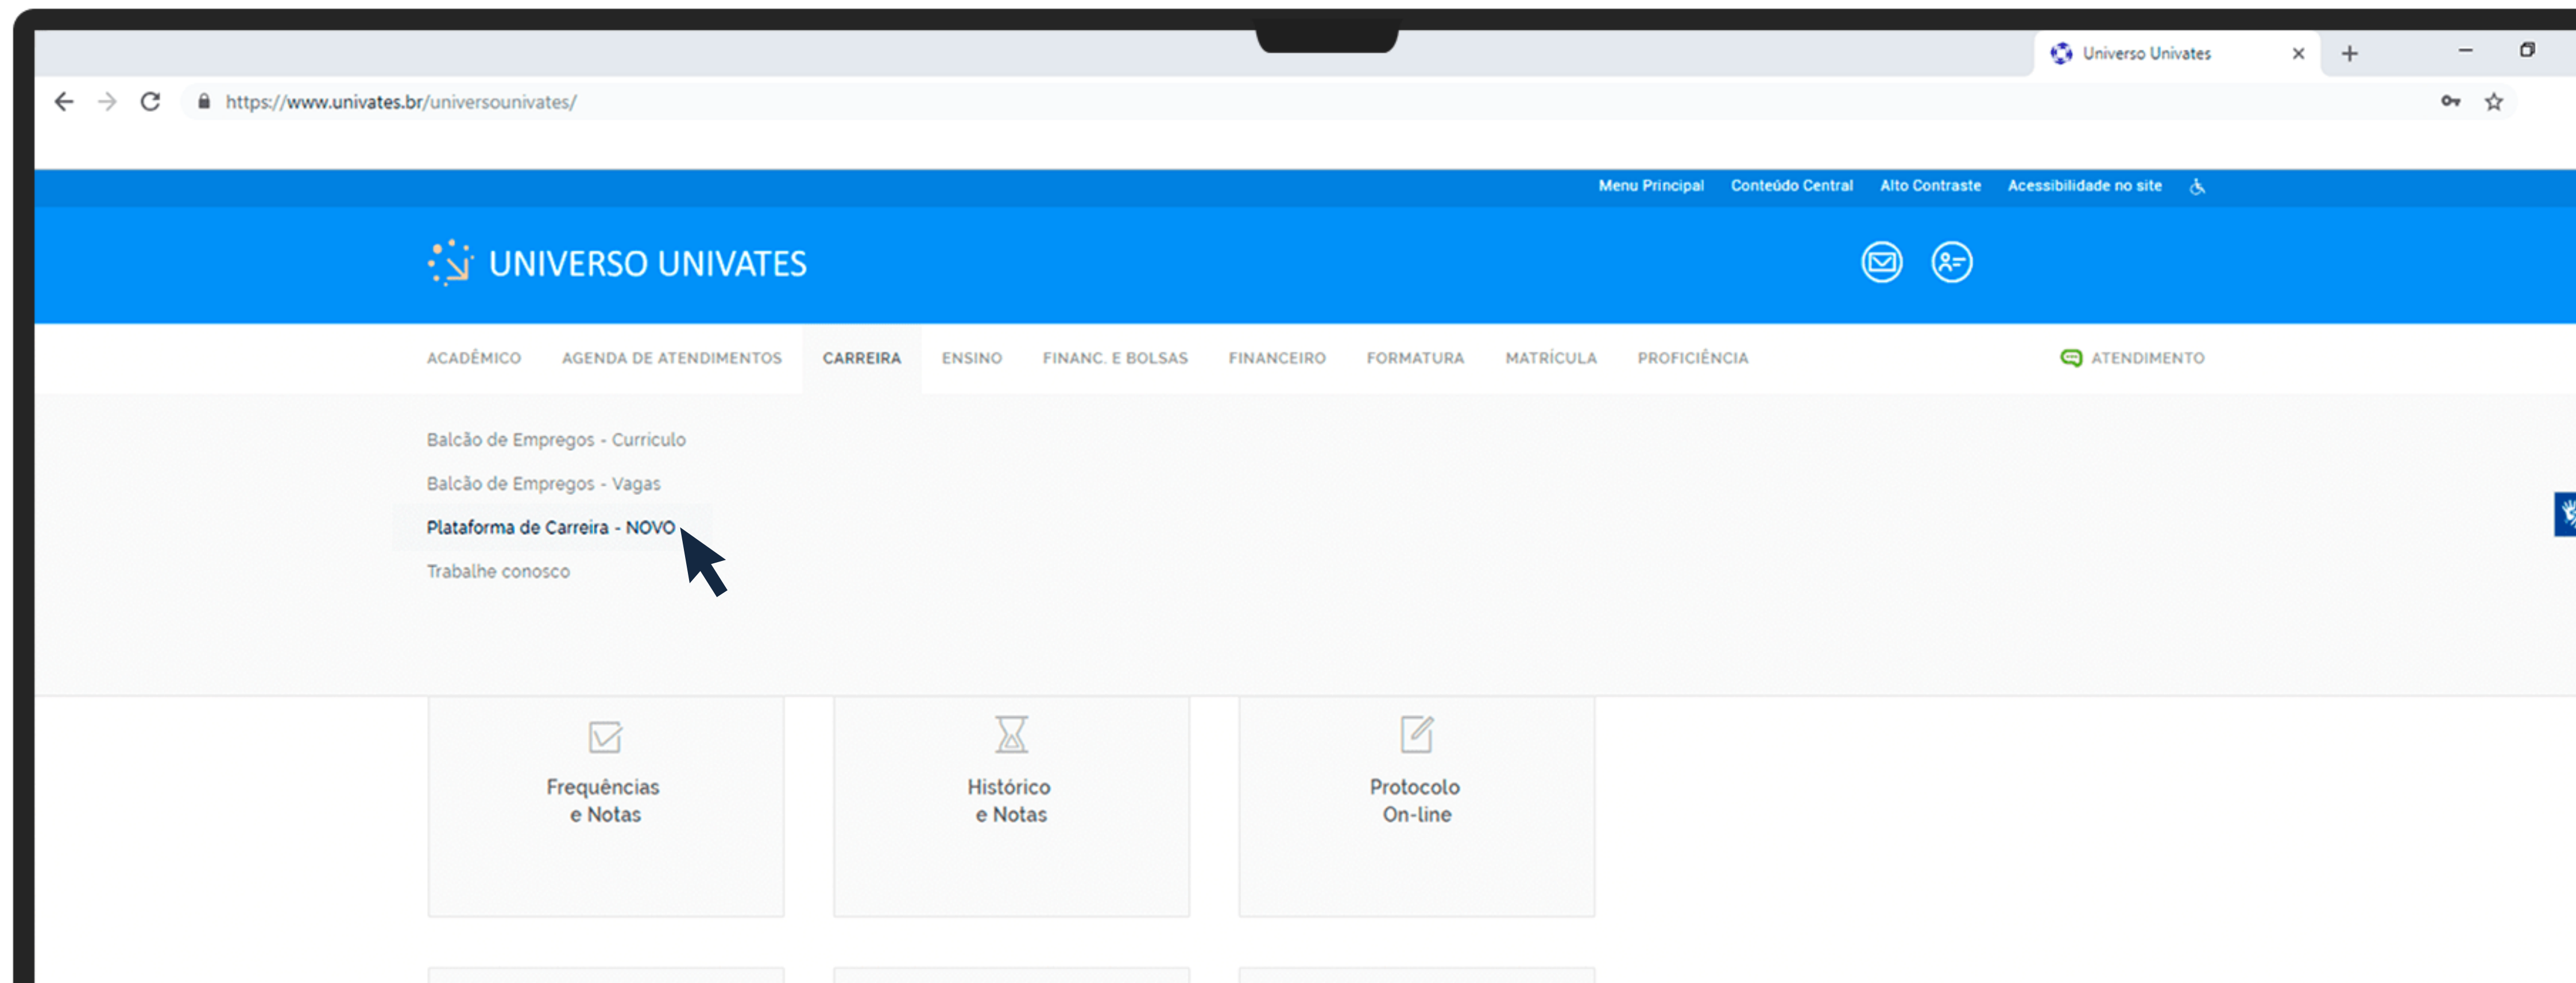 Universo Univates
https://www.univates.br/universounivates/
Menu Principal Conteúdo Central Alto Contraste Acessibilidade no site
UNIVERSO UNIVATES
ACADÊMICO AGENDA DE ATENDIMENTOS CARREIRA ENSINO FINANC. E BOLSAS FINANCEIRO FORMATURA MATRÍCULA PROFICIÊNCIA ATENDIMENTO
Balcão de Empregos - Curriculo
Balcão de Empregos - Vagas
Plataforma de Carreira - NOVO
Trabalhe conosco
Frequências
e Notas
Histórico
e Notas
Protocolo
On-line